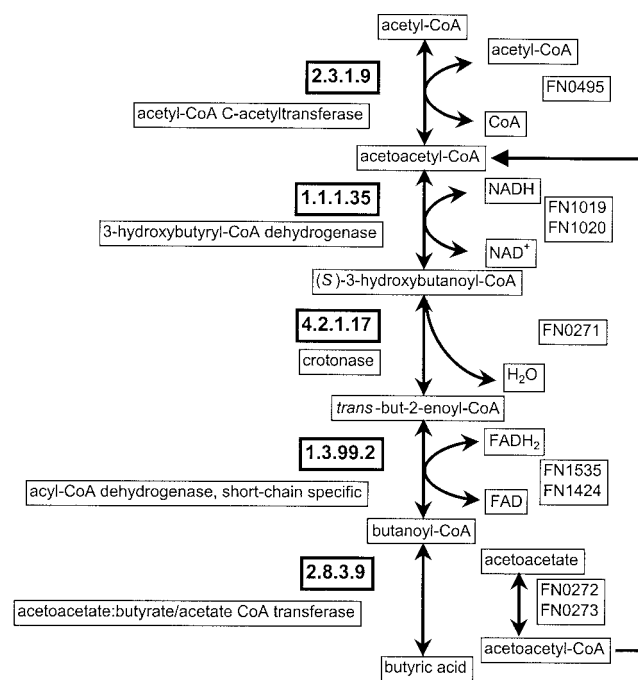 acetyl-CoA
acetyl-CoA
2.3.1.9
FN0495
acetyl-CoA C-acetyltransferase
CoA
acetoacetyl-CoA
NADH
1.1.1.35
FN1019
FN1020
3-hydroxybutyryl-CoA dehydrogenase
NAD⁺
(S)-3-hydroxybutanoyl-CoA
4.2.1.17
FN0271
crotonase
H₂O
trans-but-2-enoyl-CoA
FADH₂
1.3.99.2
FN1535
FN1424
acyl-CoA dehydrogenase, short-chain specific
FAD
butanoyl-CoA
acetoacetate
2.8.3.9
FN0272
FN0273
acetoacetate:butyrate/acetate CoA transferase
acetoacetyl-CoA
butyric acid